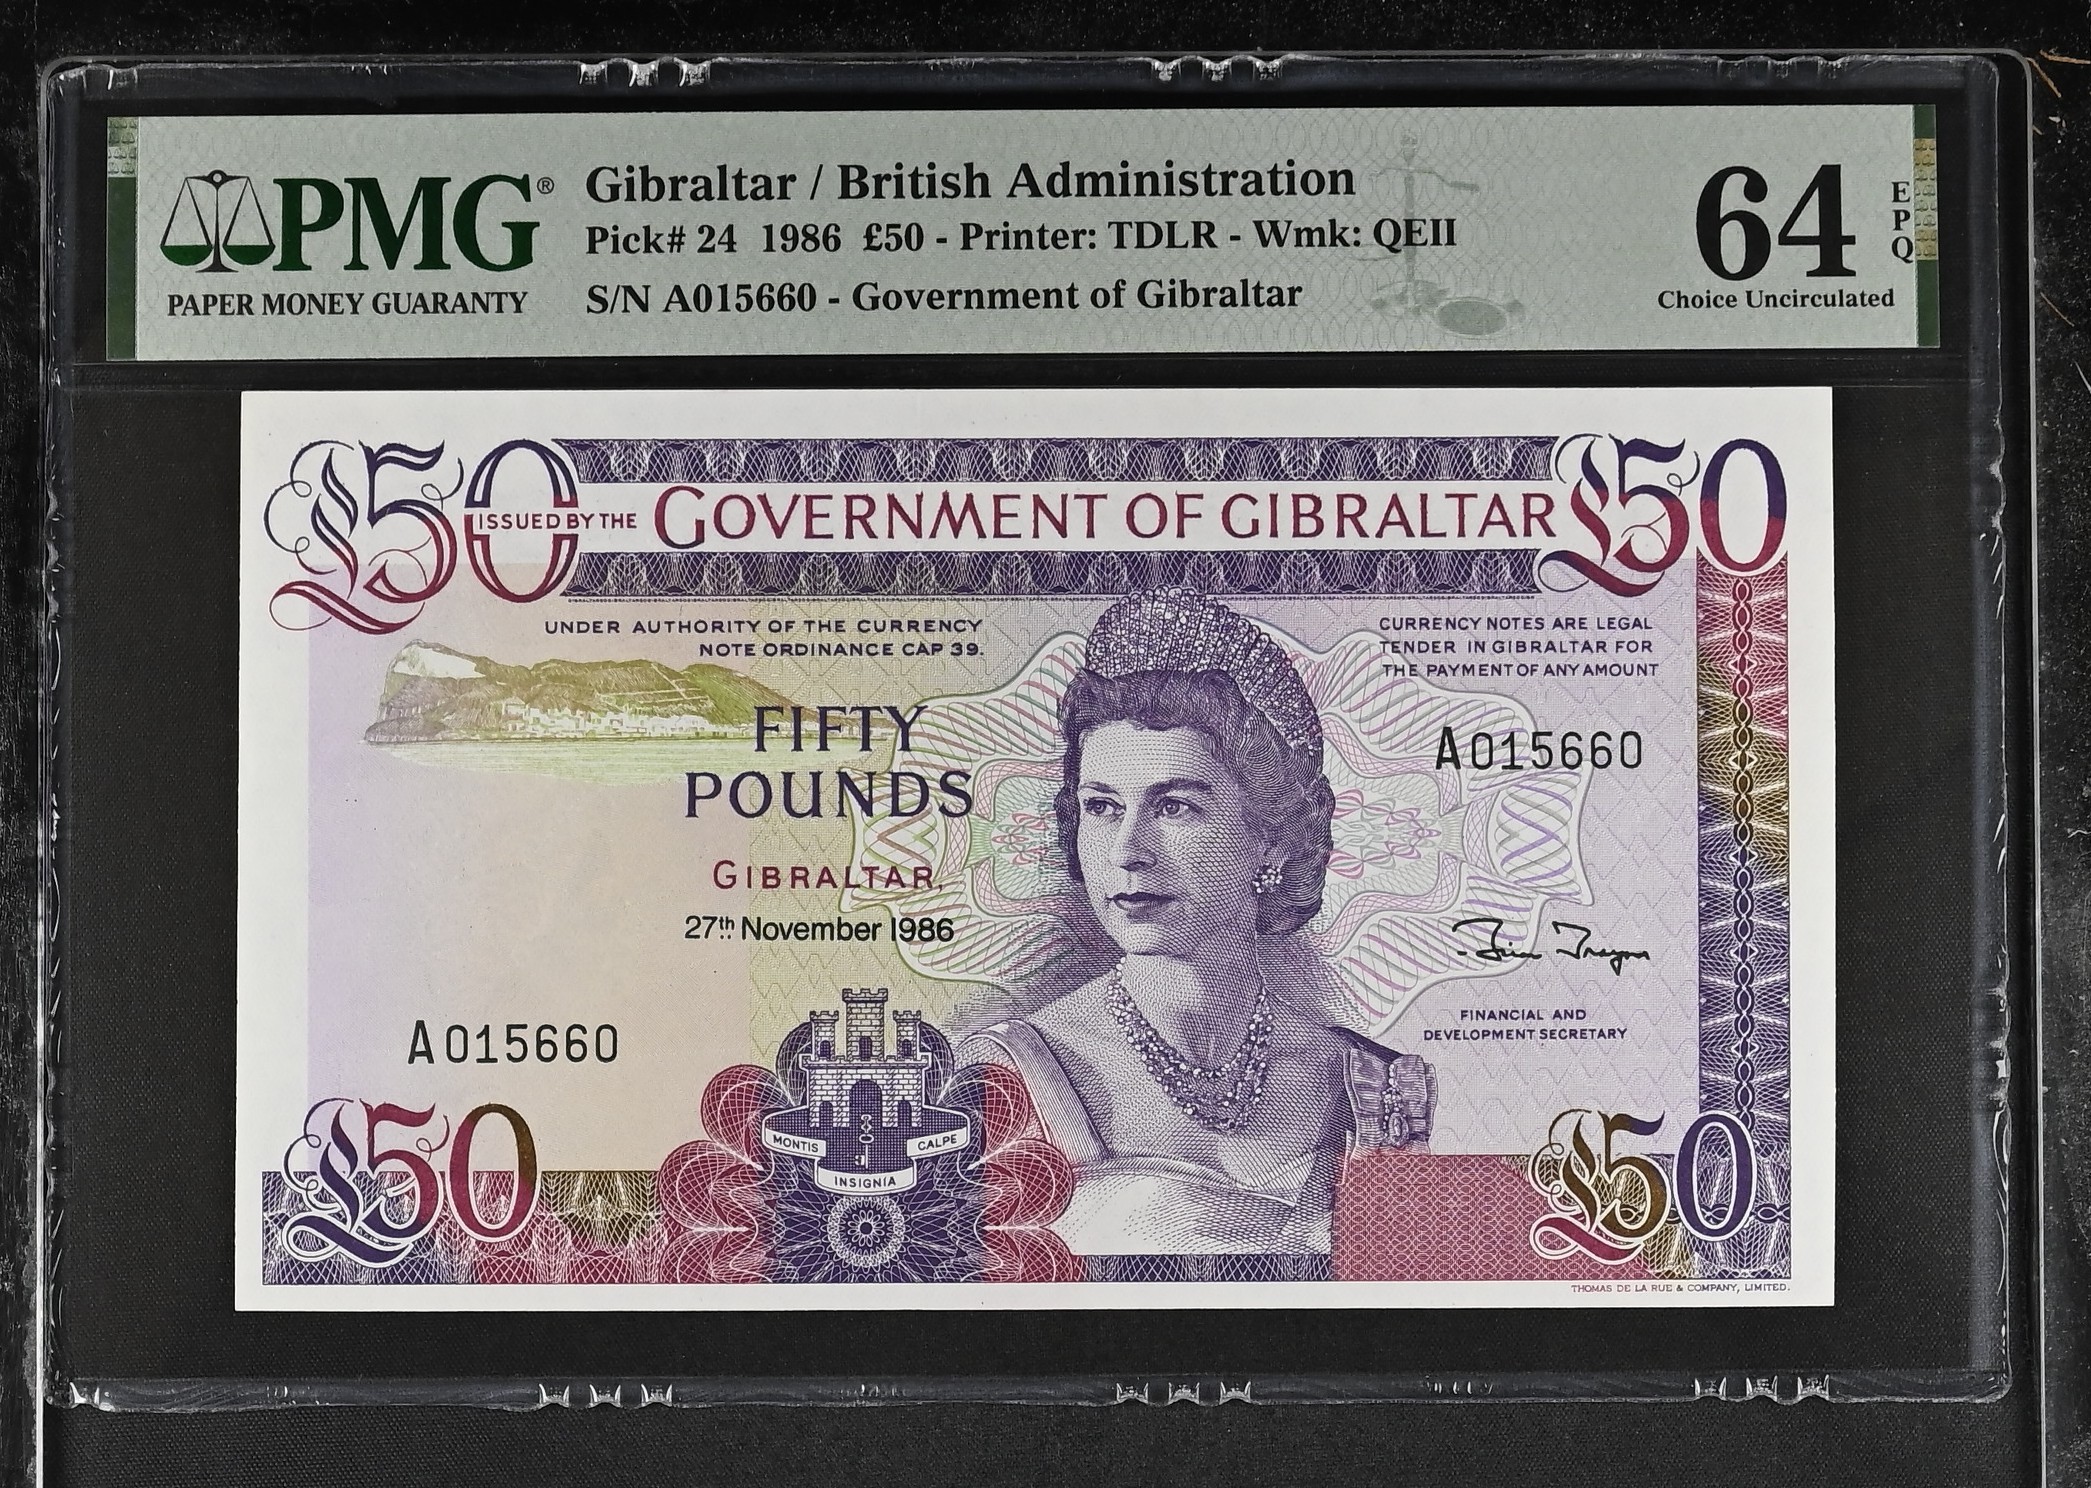 PMG®
PAPER MONEY GUARANTY
Gibraltar / British Administration
Pick# 24 1986 £50 - Printer: TDLR - Wmk: QEII
S/N A015660 - Government of Gibraltar
64
EPQ
Choice Uncirculated
£50
ISSUED BY THE GOVERNMENT OF GIBRALTAR
£50
UNDER AUTHORITY OF THE CURRENCY
NOTE ORDINANCE CAP 39.
CURRENCY NOTES ARE LEGAL
TENDER IN GIBRALTAR FOR
THE PAYMENT OF ANY AMOUNT
FIFTY
POUNDS
A015660
GIBRALTAR,
27th November 1986
A015660
FINANCIAL AND
DEVELOPMENT SECRETARY
MONTIS
CALPE
INSIGNIA
£50
£50
THOMAS DE LA RUE & COMPANY, LIMITED.